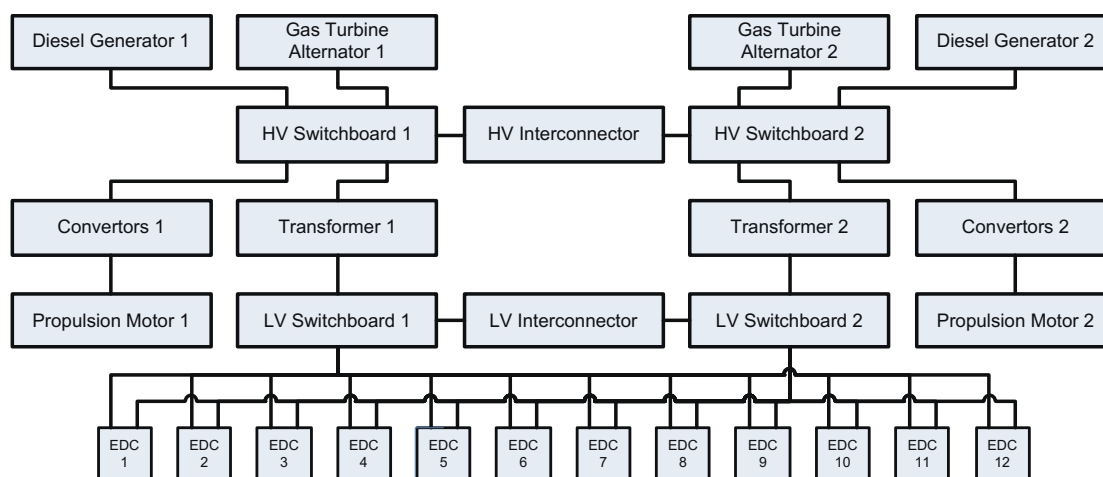 Diesel Generator 1
Gas Turbine
Alternator 1
Gas Turbine
Alternator 2
Diesel Generator 2
HV Switchboard 1
HV Interconnector
HV Switchboard 2
Convertors 1
Transformer 1
Transformer 2
Convertors 2
Propulsion Motor 1
LV Switchboard 1
LV Interconnector
LV Switchboard 2
Propulsion Motor 2
EDC
1
EDC
2
EDC
3
EDC
4
EDC
5
EDC
6
EDC
7
EDC
8
EDC
9
EDC
10
EDC
11
EDC
12